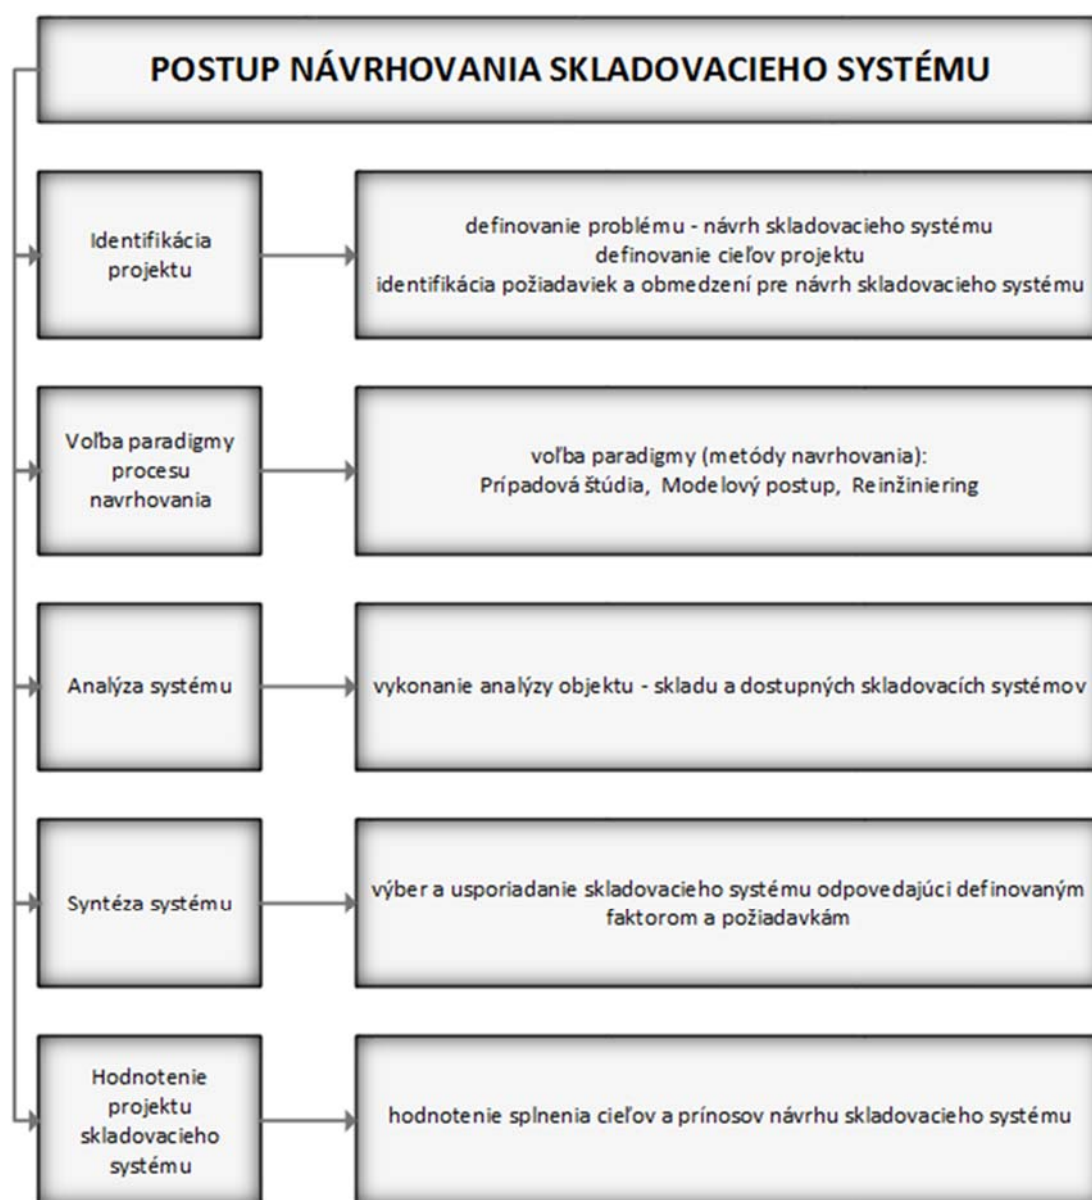 POSTUP NÁVRHOVANIA SKLADOVACIEHO SYSTÉMU
Identifikácia
projektu
definovanie problému - návrh skladovacieho systému
definovanie cieľov projektu
identifikácia požiadaviek a obmedzení pre návrh skladovacieho systému
Voľba paradigmy
procesu
navrhovania
voľba paradigmy (metódy navrhovania):
Prípadová štúdia, Modelový postup, Reinžiniering
Analýza systému
vykonanie analýzy objektu - skladu a dostupných skladovacích systémov
Syntéza systému
výber a usporiadanie skladovacieho systému odpovedajúci definovaným
faktorom a požiadavkám
Hodnotenie
projektu
skladovacieho
systému
hodnotenie splnenia cieľov a prínosov návrhu skladovacieho systému